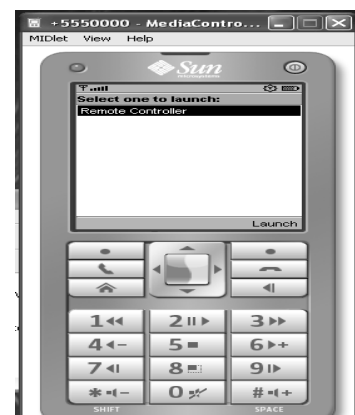 +5550000 - MediaContro...
MIDlet View Help
Sun
Select one to launch:
Remote Controller
Launch
1 2 3
4 - 5 6 +
7 8 9
* - 0 # +
SHIFT SPACE